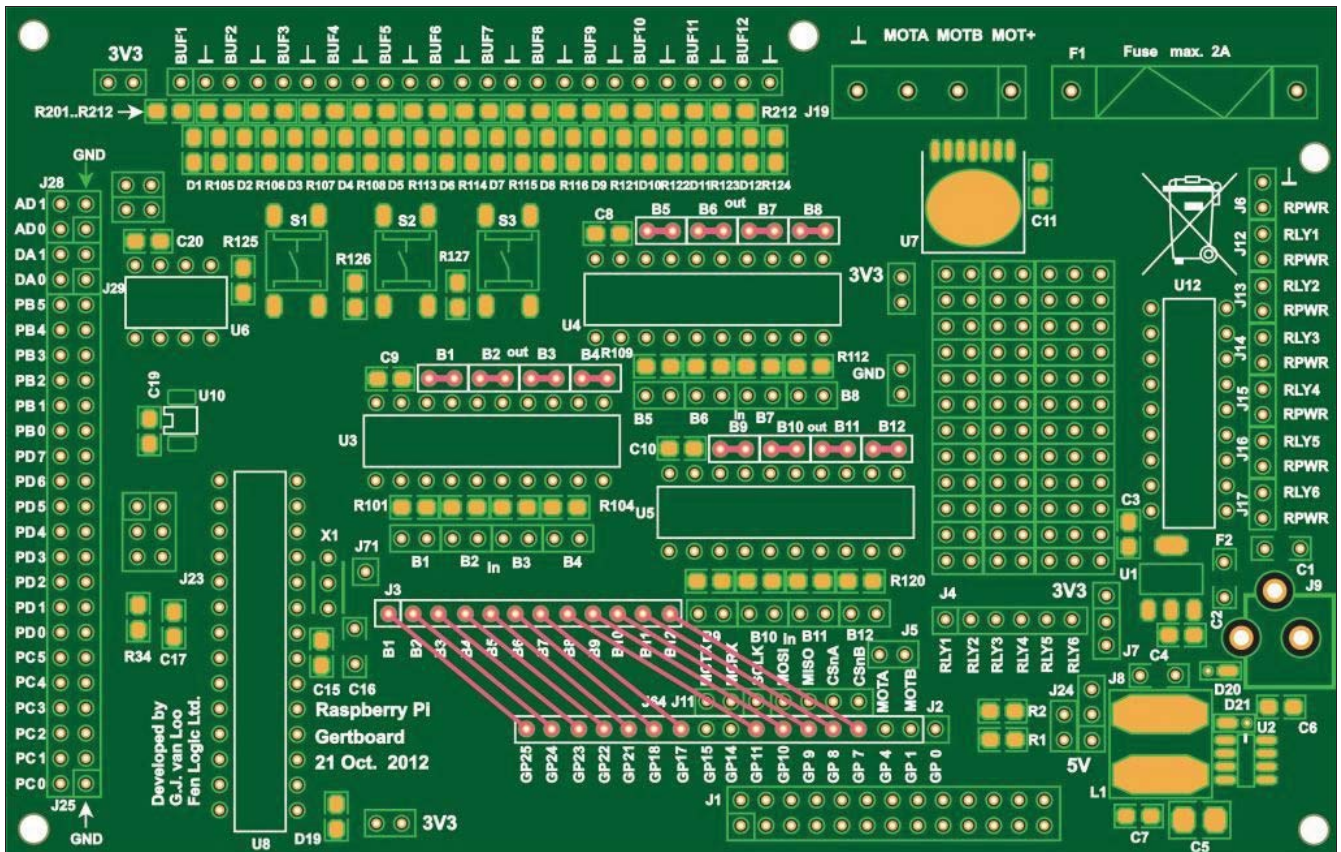 3V3
BUF1 ⊥ BUF2 ⊥ BUF3 ⊥ BUF4 ⊥ BUF5 ⊥ BUF6 ⊥ BUF7 ⊥ BUF8 ⊥ BUF9 ⊥ BUF10 ⊥ BUF11 ⊥ BUF12 ⊥
⊥ MOTA MOTB MOT+
F1 Fuse max. 2A
R201..R212 → R212
J19
D1 R105 D2 R106 D3 R107 D4 R108 D5 R113 D6 R114 D7 R115 D8 R116 D9 R121 D10 R122 D11 R123 D12 R124
GND
J28
AD1
AD0
DA1
DA0
PB5
PB4
PB3
PB2
PB1
PB0
PD7
PD6
PD5
PD4
PD3
PD2
PD1
PD0
PC5
PC4
PC3
PC2
PC1
PC0
J25
GND
C20
R125
J29
U6
S1
R126
S2
R127
S3
C8
B5 B6 out B7 B8
U4
U7
C11
3V3
GND
C9
B1 B2 out B3 B4 R109
R112
B5 B6 In B7 B8
U3
C19
U10
C10
B9 B10 out B11 B12
U5
R101
R104
B1 B2 In B3 B4
R120
B9 B10 In B11 B12
X1
J71
J23
R34
C17
C15
C16
U8
D19
3V3
Developed by
G.J. van Loo
Fen Logic Ltd.
Raspberry Pi
Gertboard
21 Oct. 2012
J3
B1 B2 B3 B4 B5 B6 B7 B8 B9 B10 B11 B12
MOTX MCRX SCLK MOSI MISO CSnA CSnB
MOTA MOTB
J5
J11
J2
GP25 GP24 GP23 GP22 GP21 GP18 GP17 GP15 GP14 GP11 GP10 GP9 GP8 GP7 GP4 GP1 GP0
J1
⊥
J6
RPWR
J12
RLY1
RPWR
J13
RLY2
RPWR
J14
RLY3
RPWR
J15
RLY4
RPWR
J16
RLY5
RPWR
J17
RLY6
RPWR
U12
C3
F2
C1
U1
C2
J9
3V3
J4
RLY1 RLY2 RLY3 RLY4 RLY5 RLY6
J7
C4
J8
J24
D20
D21
U2
C6
R2
R1
5V
L1
C7
C5